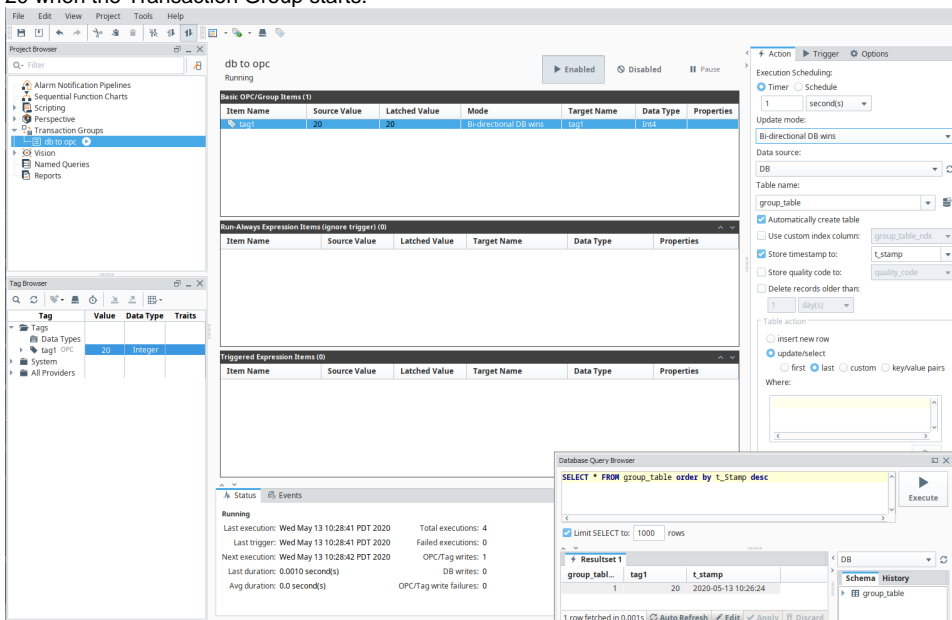 20 when the Transaction Group starts.
File Edit View Project Tools Help
Project Browser
Filter
Alarm Notification Pipelines
Sequential Function Charts
Scripting
Perspective
Transaction Groups
db to opc
Vision
Named Queries
Reports
Tag Browser
Tag Value Data Type Traits
Tags
Data Types
tag1 OPC 20 Integer
System
All Providers
db to opc
Running
Enabled Disabled Pause
Basic OPC/Group Items (1)
Item Name Source Value Latched Value Mode Target Name Data Type Properties
tag1 20 20 Bi-directional DB wins tag1 Int4
Run-Always Expression Items (ignore trigger) (0)
Item Name Source Value Latched Value Target Name Data Type Properties
Triggered Expression Items (0)
Item Name Source Value Latched Value Target Name Data Type Properties
Status Events
Running
Last execution: Wed May 13 10:28:41 PDT 2020 Total executions: 4
Last trigger: Wed May 13 10:28:41 PDT 2020 Failed executions: 0
Next execution: Wed May 13 10:28:42 PDT 2020 OPC/Tag writes: 1
Last duration: 0.0010 second(s) DB writes: 0
Avg duration: 0.0 second(s) OPC/Tag write failures: 0
Action Trigger Options
Execution Scheduling:
Timer Schedule
1 second(s)
Update mode:
Bi-directional DB wins
Data source:
DB
Table name:
group_table
Automatically create table
Use custom index column: group_table_ndx
Store timestamp to: t_stamp
Store quality code to: quality_code
Delete records older than:
1 day(s)
Table action
insert new row
update/select
first last custom key/value pairs
Where:
Database Query Browser
SELECT * FROM group_table order by t_Stamp desc
Execute
Limit SELECT to: 1000 rows
Resultset 1
group_tabl... tag1 t_stamp
1 20 2020-05-13 10:26:24
1 row fetched in 0.001s Auto Refresh Edit Apply Discard
DB
Schema History
group_table